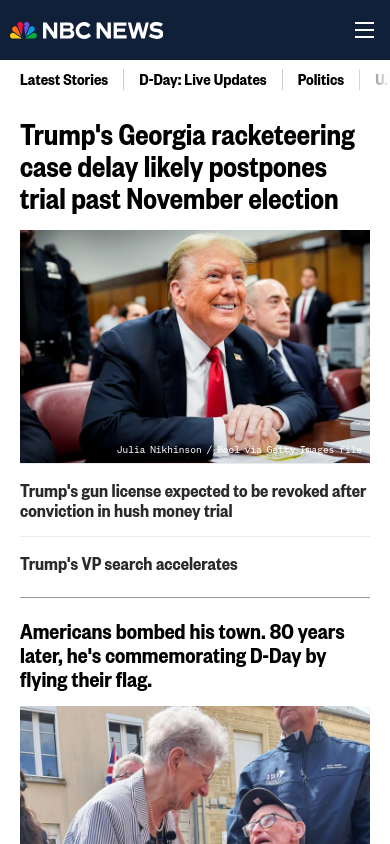 NBC NEWS
Latest Stories
D-Day: Live Updates
Politics
U.
Trump's Georgia racketeering
case delay likely postpones
trial past November election
Julia Nikhinson / Pool via Getty Images file
Trump's gun license expected to be revoked after
conviction in hush money trial
Trump's VP search accelerates
Americans bombed his town. 80 years
later, he's commemorating D-Day by
flying their flag.